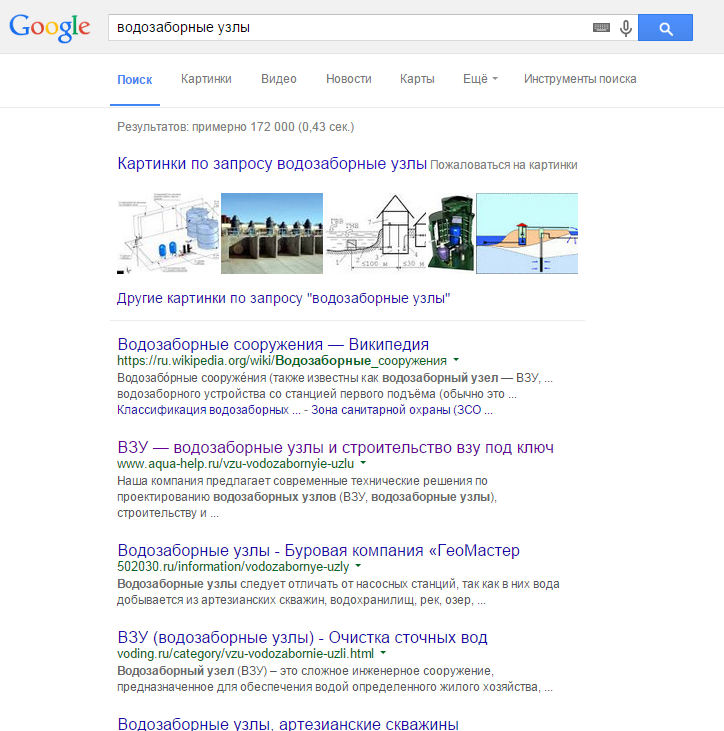 Google
водозаборные узлы
Поиск Картинки Видео Новости Карты Ещё Инструменты поиска
Результатов: примерно 172 000 (0,43 сек.)
Картинки по запросу водозаборные узлы Пожаловаться на картинки
ГВВ
ГНВ
7
1
≤100 м
≤30 м
Другие картинки по запросу "водозаборные узлы"
Водозаборные сооружения — Википедия
https://ru.wikipedia.org/wiki/Водозаборные_сооружения
Водозабо́рные сооруже́ния (также известны как водозаборный узел — ВЗУ, ...
водозаборного устройства со станцией первого подъёма (обычно это ...
Классификация водозаборных ... - Зона санитарной охраны (ЗСО ...
ВЗУ — водозаборные узлы и строительство взу под ключ
www.aqua-help.ru/vzu-vodozabornyie-uzlu
Наша компания предлагает современные технические решения по
проектированию водозаборных узлов (ВЗУ, водозаборные узлы),
строительству и ...
Водозаборные узлы - Буровая компания «ГеоМастер
502030.ru/information/vodozabornye-uzly
Водозаборные узлы следует отличать от насосных станций, так как в них вода
добывается из артезианских скважин, водохранилищ, рек, озер, ...
ВЗУ (водозаборные узлы) - Очистка сточных вод
voding.ru/category/vzu-vodozabornie-uzli.html
Водозаборный узел (ВЗУ) – это сложное инженерное сооружение,
предназначенное для обеспечения водой определенного жилого хозяйства, ...
Водозаборные узлы, артезианские скважины